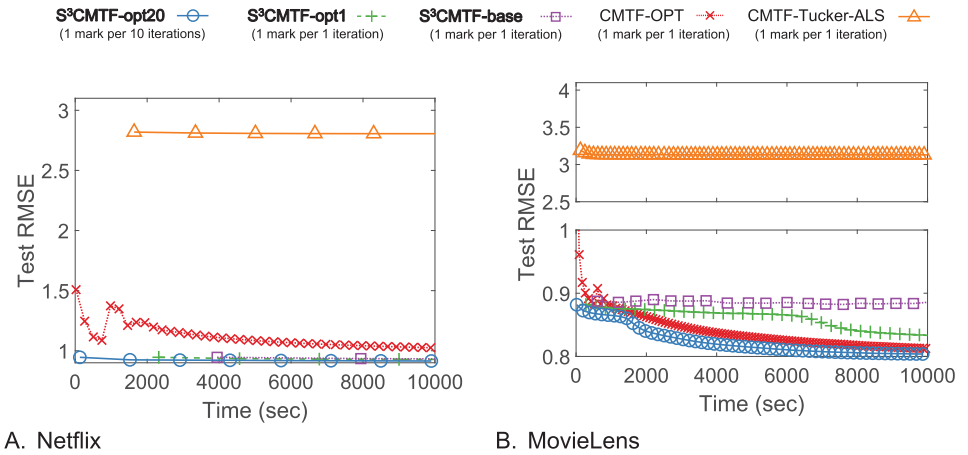 S³CMTF-opt20 S³CMTF-opt1 S³CMTF-base CMTF-OPT CMTF-Tucker-ALS
(1 mark per 10 iterations) (1 mark per 1 iteration) (1 mark per 1 iteration) (1 mark per 1 iteration) (1 mark per 1 iteration)
3
2.5
2
1.5
1
Test RMSE
0 2000 4000 6000 8000 10000
Time (sec)
A. Netflix
4
3.5
3
2.5
1
0.9
0.8
Test RMSE
0 2000 4000 6000 8000 10000
Time (sec)
B. MovieLens